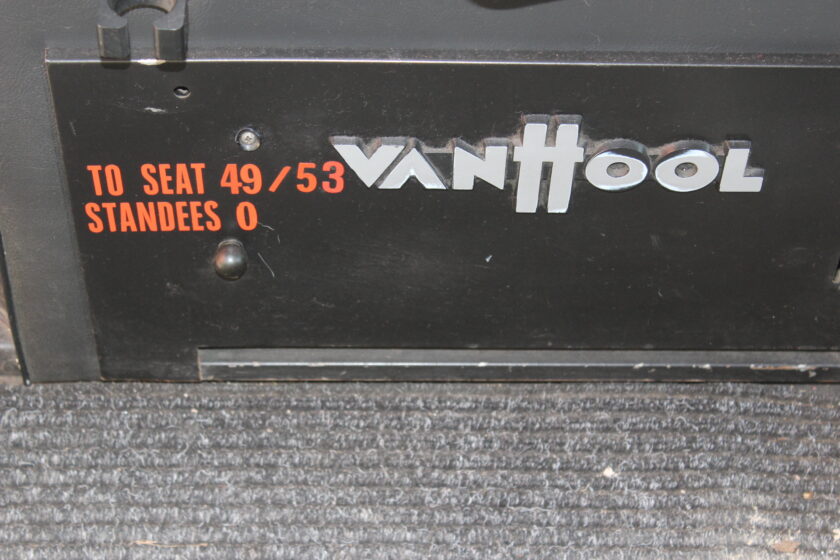 TO SEAT 49/53
STANDEES 0
VANHOOL